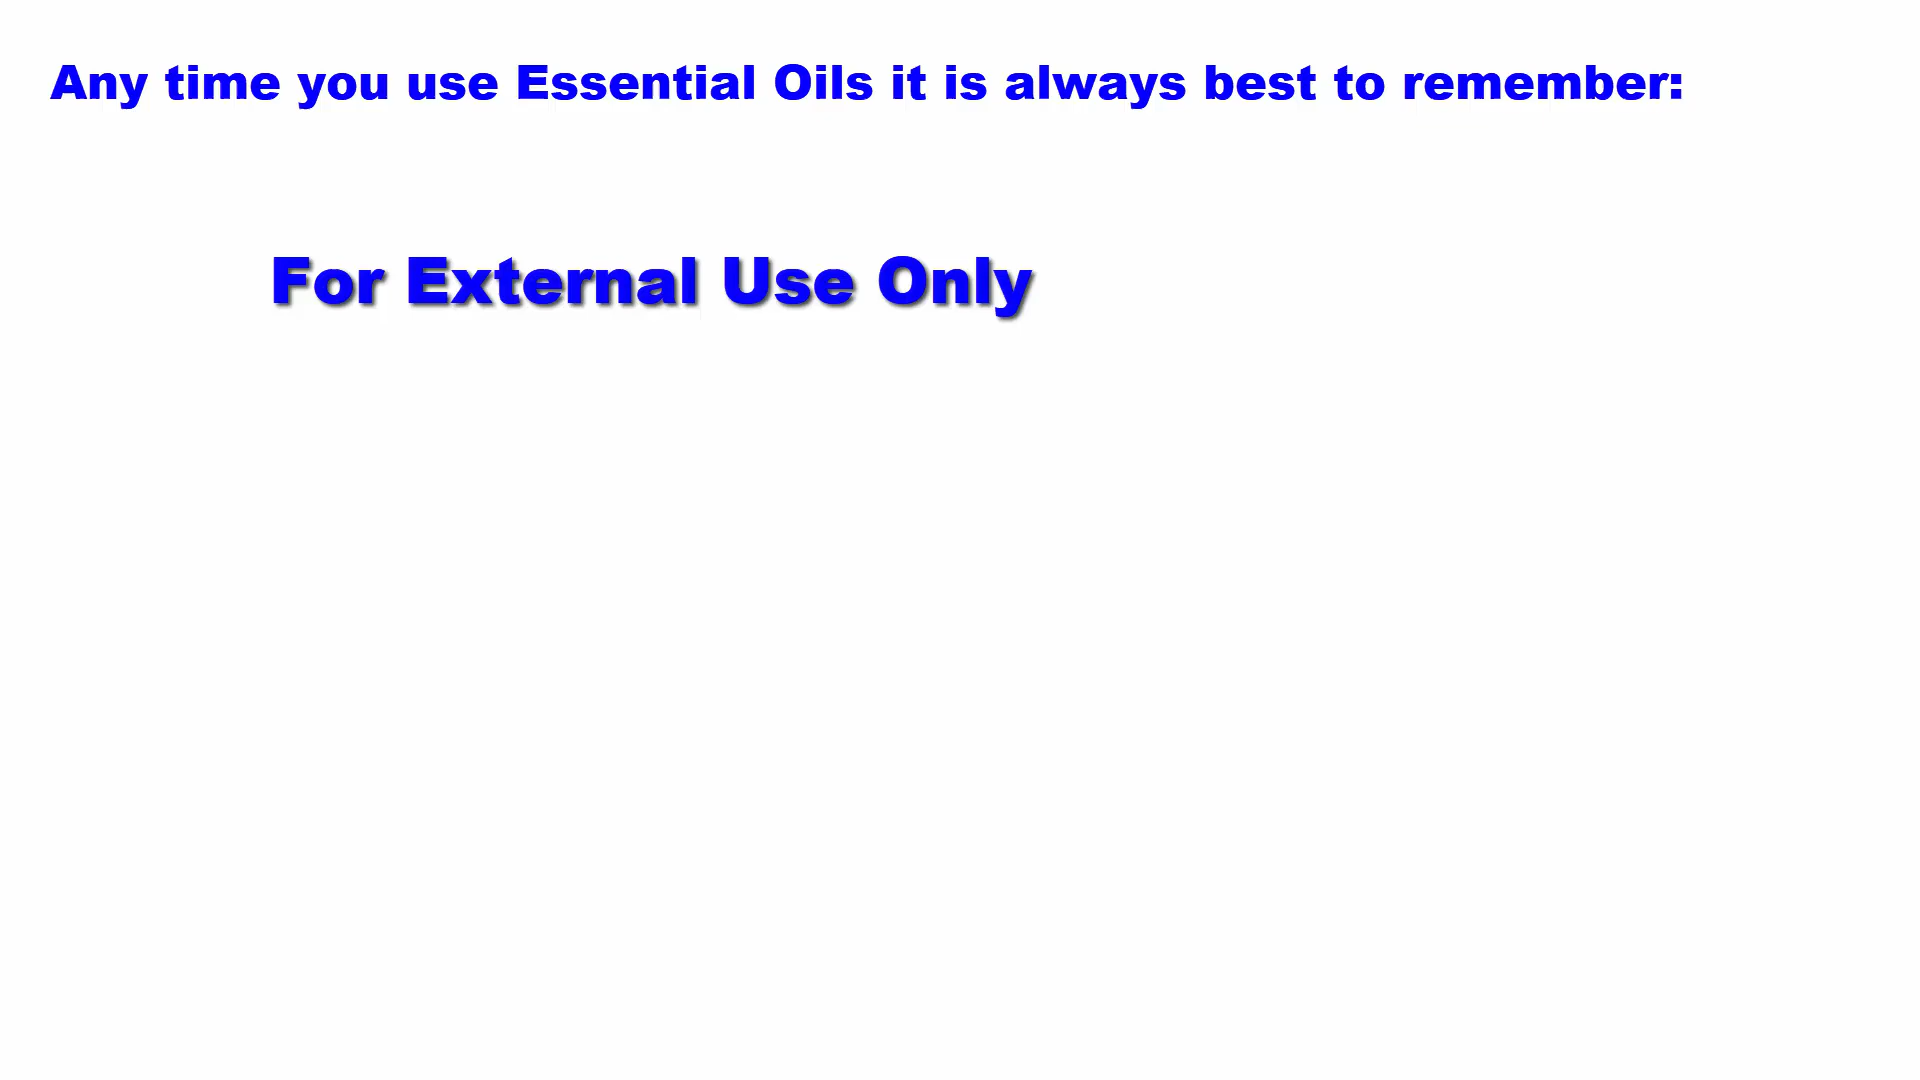 Any time you use Essential Oils it is always best to remember:
For External Use Only